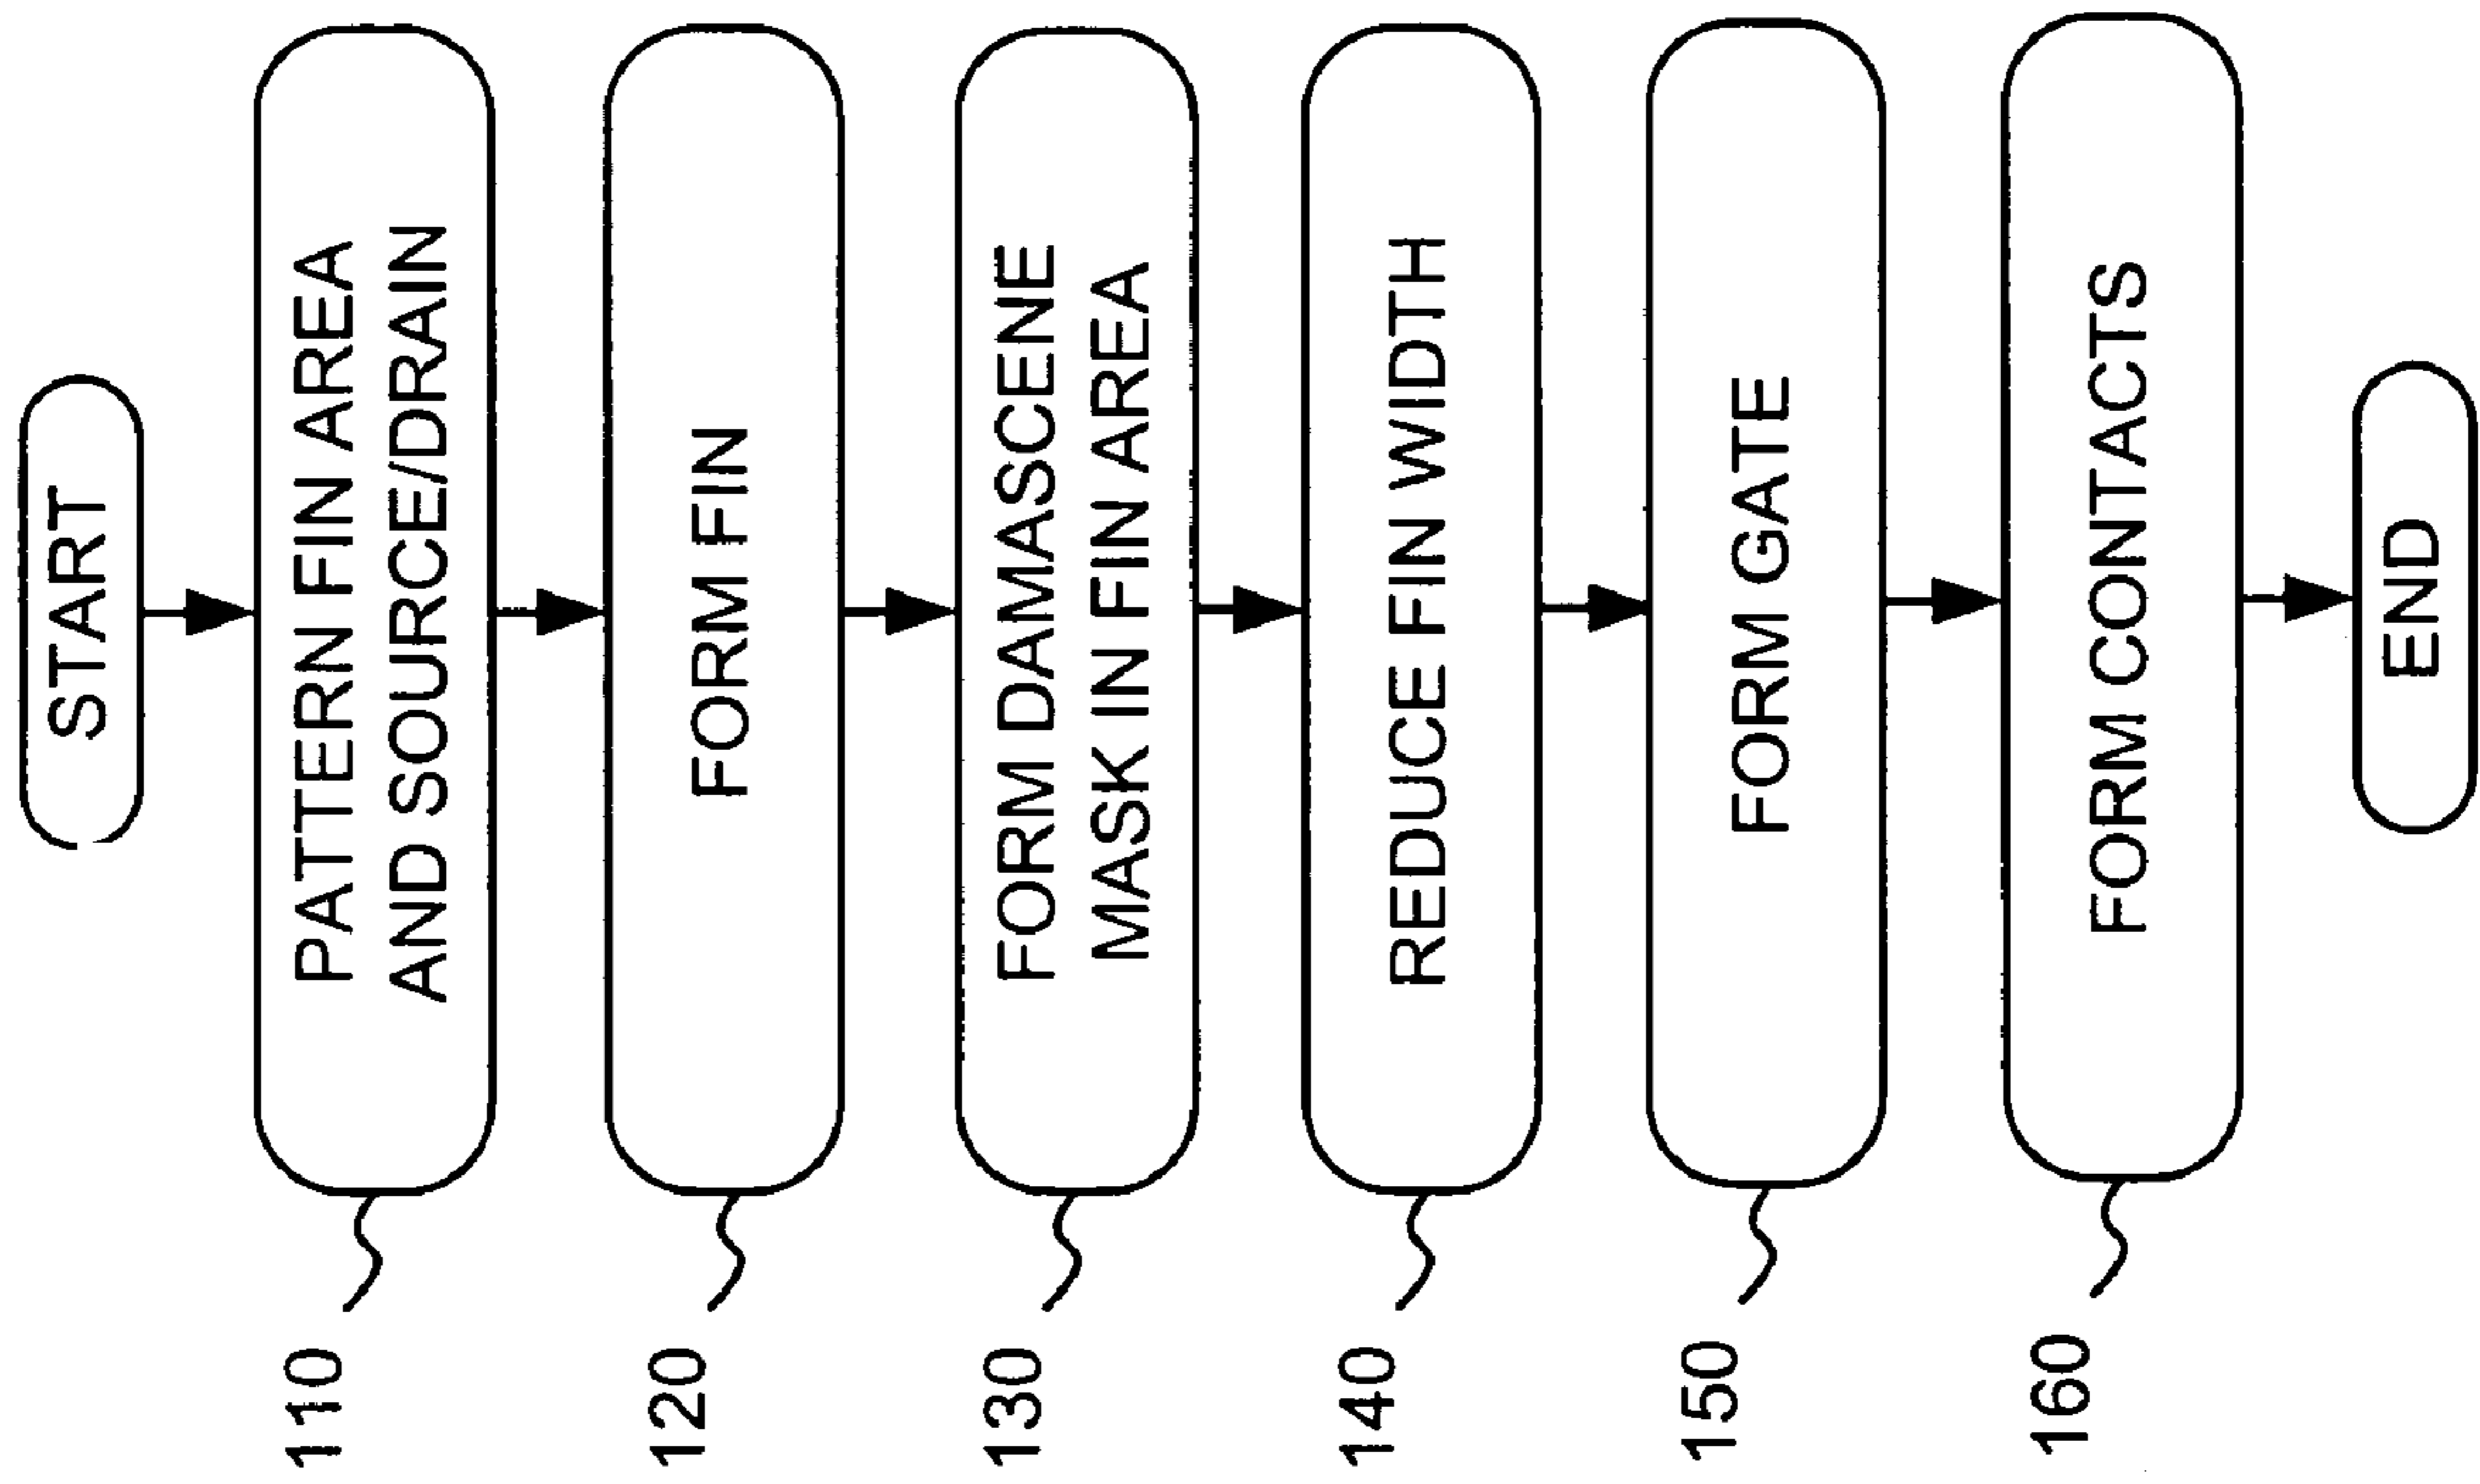 START
110
PATTERN FIN AREA
AND SOURCE/DRAIN
120
FORM FIN
130
FORM DAMASCENE
MASK IN FIN AREA
140
REDUCE FIN WIDTH
150
FORM GATE
160
FORM CONTACTS
END